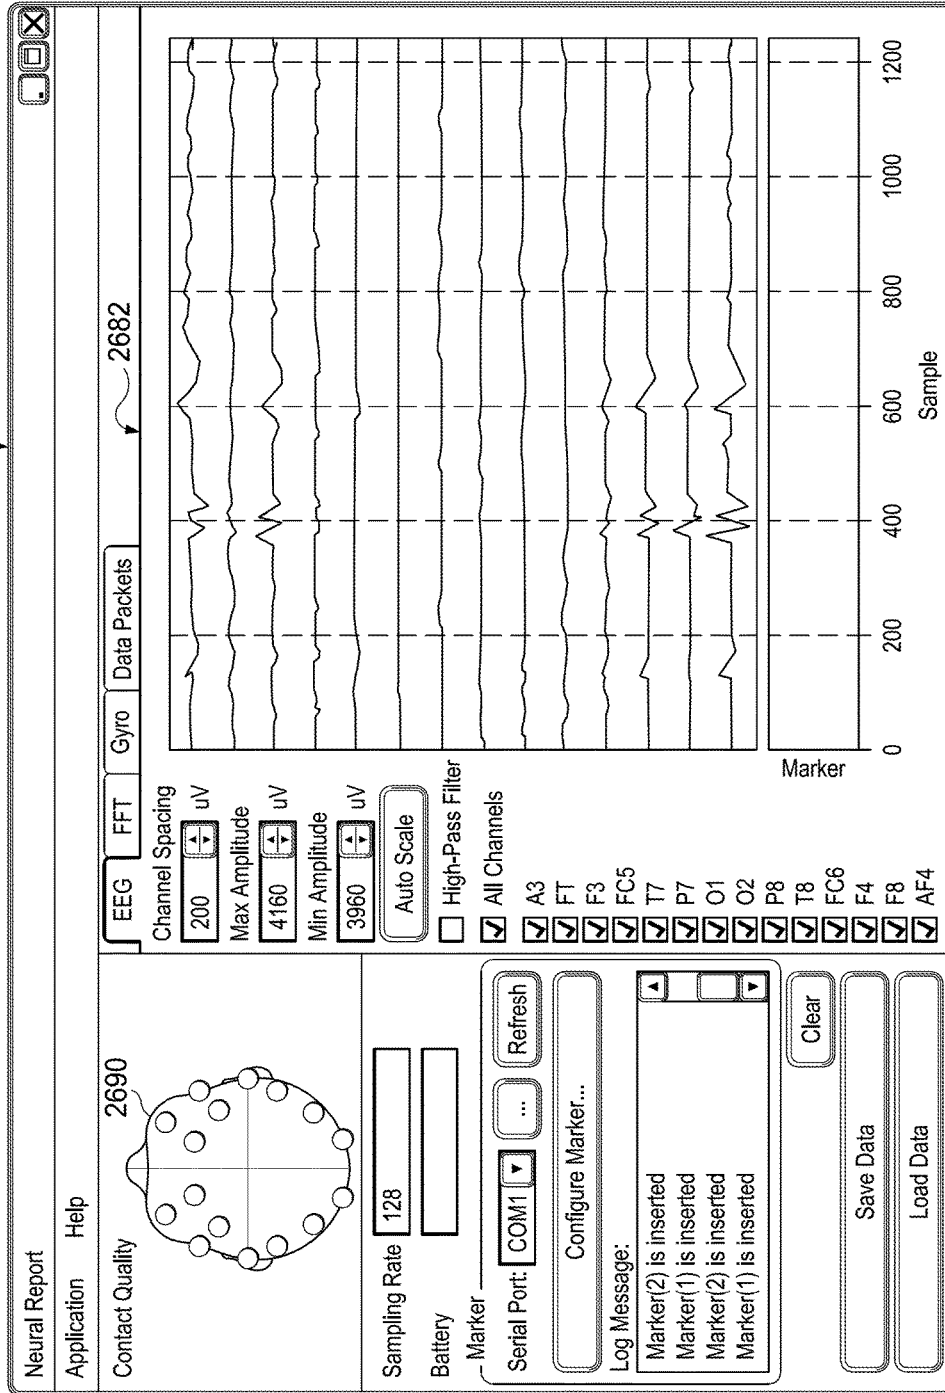 Neural Report
Application Help
Contact Quality
2690
Sampling Rate 128
Battery
Marker
Serial Port: COM1 ... Refresh
Configure Marker...
Log Message:
Marker(2) is inserted
Marker(1) is inserted
Marker(2) is inserted
Marker(1) is inserted
Clear
Save Data
Load Data
EEG FFT Gyro Data Packets
2682
Channel Spacing
200 uV
Max Amplitude
4160 uV
Min Amplitude
3960 uV
Auto Scale
High-Pass Filter
All Channels
A3
FT
F3
FC5
T7
P7
O1
O2
P8
T8
FC6
F4
F8
AF4
Marker
0 200 400 600 800 1000 1200
Sample